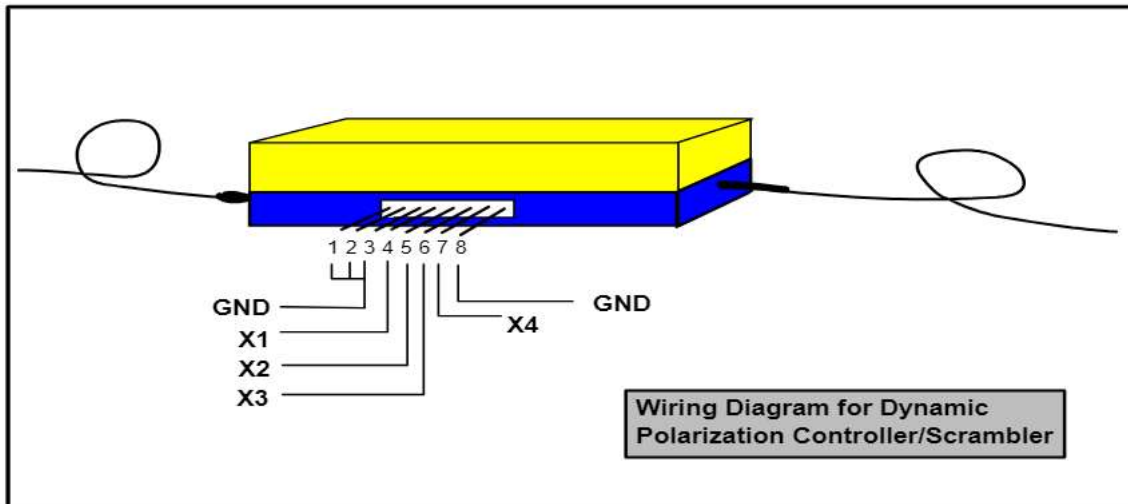 1 2 3 4 5 6 7 8
GND GND
X1 X4
X2
X3
Wiring Diagram for Dynamic
Polarization Controller/Scrambler